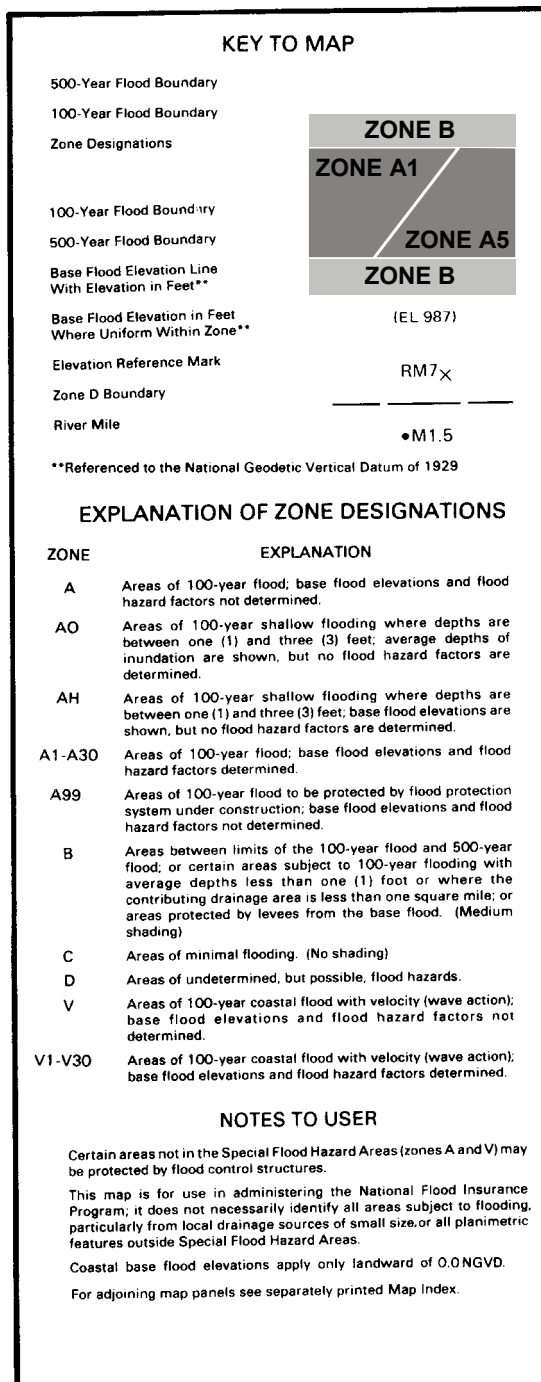 KEY TO MAP
500-Year Flood Boundary
100-Year Flood Boundary
ZONE B
Zone Designations
ZONE A1
100-Year Flood Boundary
500-Year Flood Boundary
ZONE A5
Base Flood Elevation Line
With Elevation in Feet**
ZONE B
Base Flood Elevation in Feet
Where Uniform Within Zone**
(EL 987)
Elevation Reference Mark
RM7×
Zone D Boundary
River Mile
•M1.5
**Referenced to the National Geodetic Vertical Datum of 1929
EXPLANATION OF ZONE DESIGNATIONS
ZONE EXPLANATION
A Areas of 100-year flood; base flood elevations and flood
hazard factors not determined.
AO Areas of 100-year shallow flooding where depths are
between one (1) and three (3) feet; average depths of
inundation are shown, but no flood hazard factors are
determined.
AH Areas of 100-year shallow flooding where depths are
between one (1) and three (3) feet; base flood elevations are
shown, but no flood hazard factors are determined.
A1-A30 Areas of 100-year flood; base flood elevations and flood
hazard factors determined.
A99 Areas of 100-year flood to be protected by flood protection
system under construction; base flood elevations and flood
hazard factors not determined.
B Areas between limits of the 100-year flood and 500-year
flood; or certain areas subject to 100-year flooding with
average depths less than one (1) foot or where the
contributing drainage area is less than one square mile; or
areas protected by levees from the base flood. (Medium
shading)
C Areas of minimal flooding. (No shading)
D Areas of undetermined, but possible, flood hazards.
V Areas of 100-year coastal flood with velocity (wave action);
base flood elevations and flood hazard factors not
determined.
V1-V30 Areas of 100-year coastal flood with velocity (wave action);
base flood elevations and flood hazard factors determined.
NOTES TO USER
Certain areas not in the Special Flood Hazard Areas (zones A and V) may
be protected by flood control structures.
This map is for use in administering the National Flood Insurance
Program; it does not necessarily identify all areas subject to flooding,
particularly from local drainage sources of small size, or all planimetric
features outside Special Flood Hazard Areas.
Coastal base flood elevations apply only landward of 0.0 NGVD.
For adjoining map panels see separately printed Map Index.